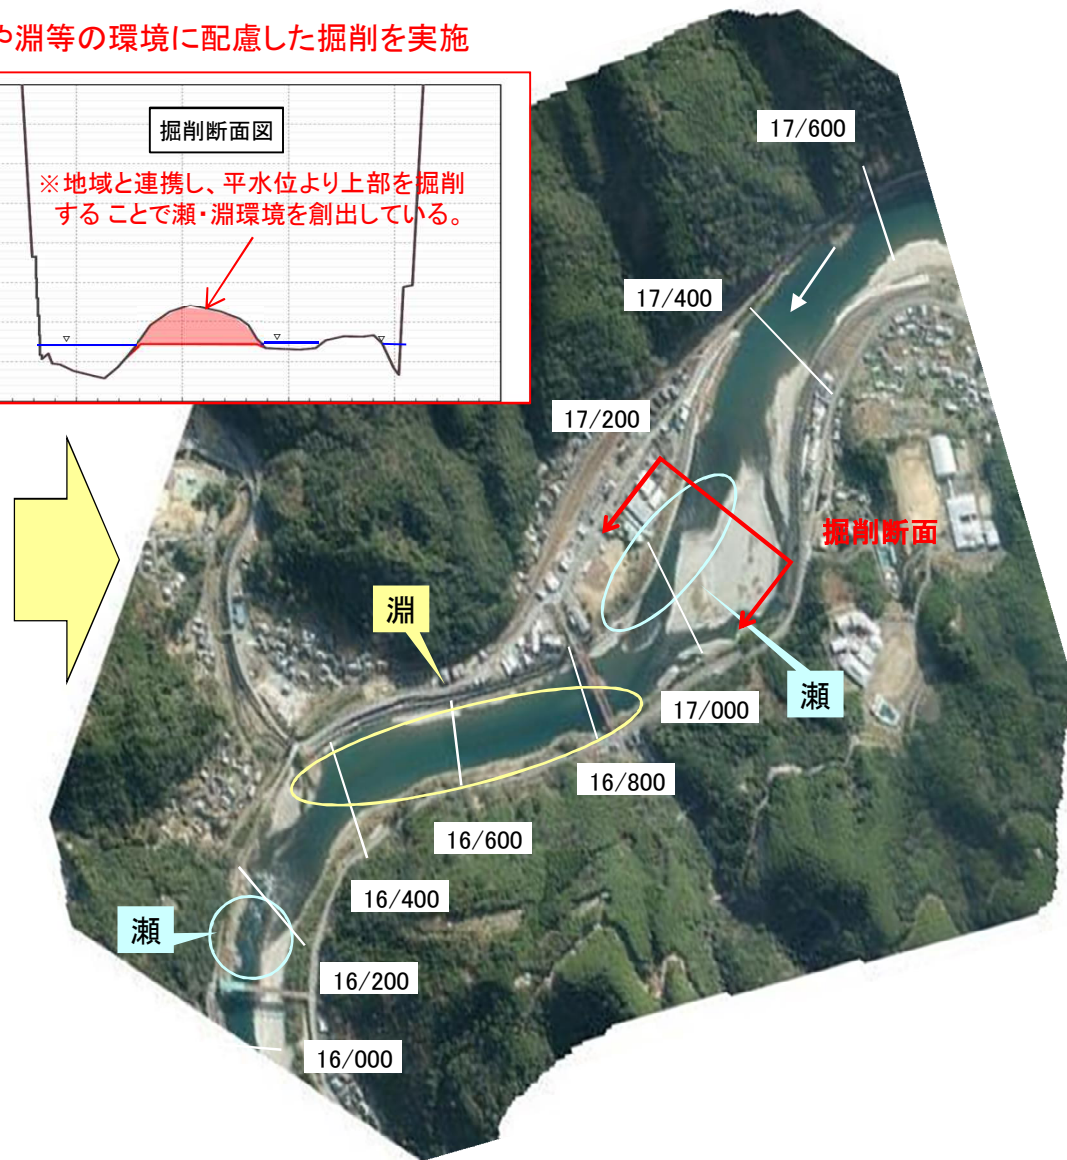 や淵等の環境に配慮した掘削を実施
掘削断面図
※地域と連携し、平水位より上部を掘削
することで瀬・淵環境を創出している。
17/600
17/400
17/200
掘削断面
淵
瀬
17/000
16/800
16/600
16/400
瀬
16/200
16/000